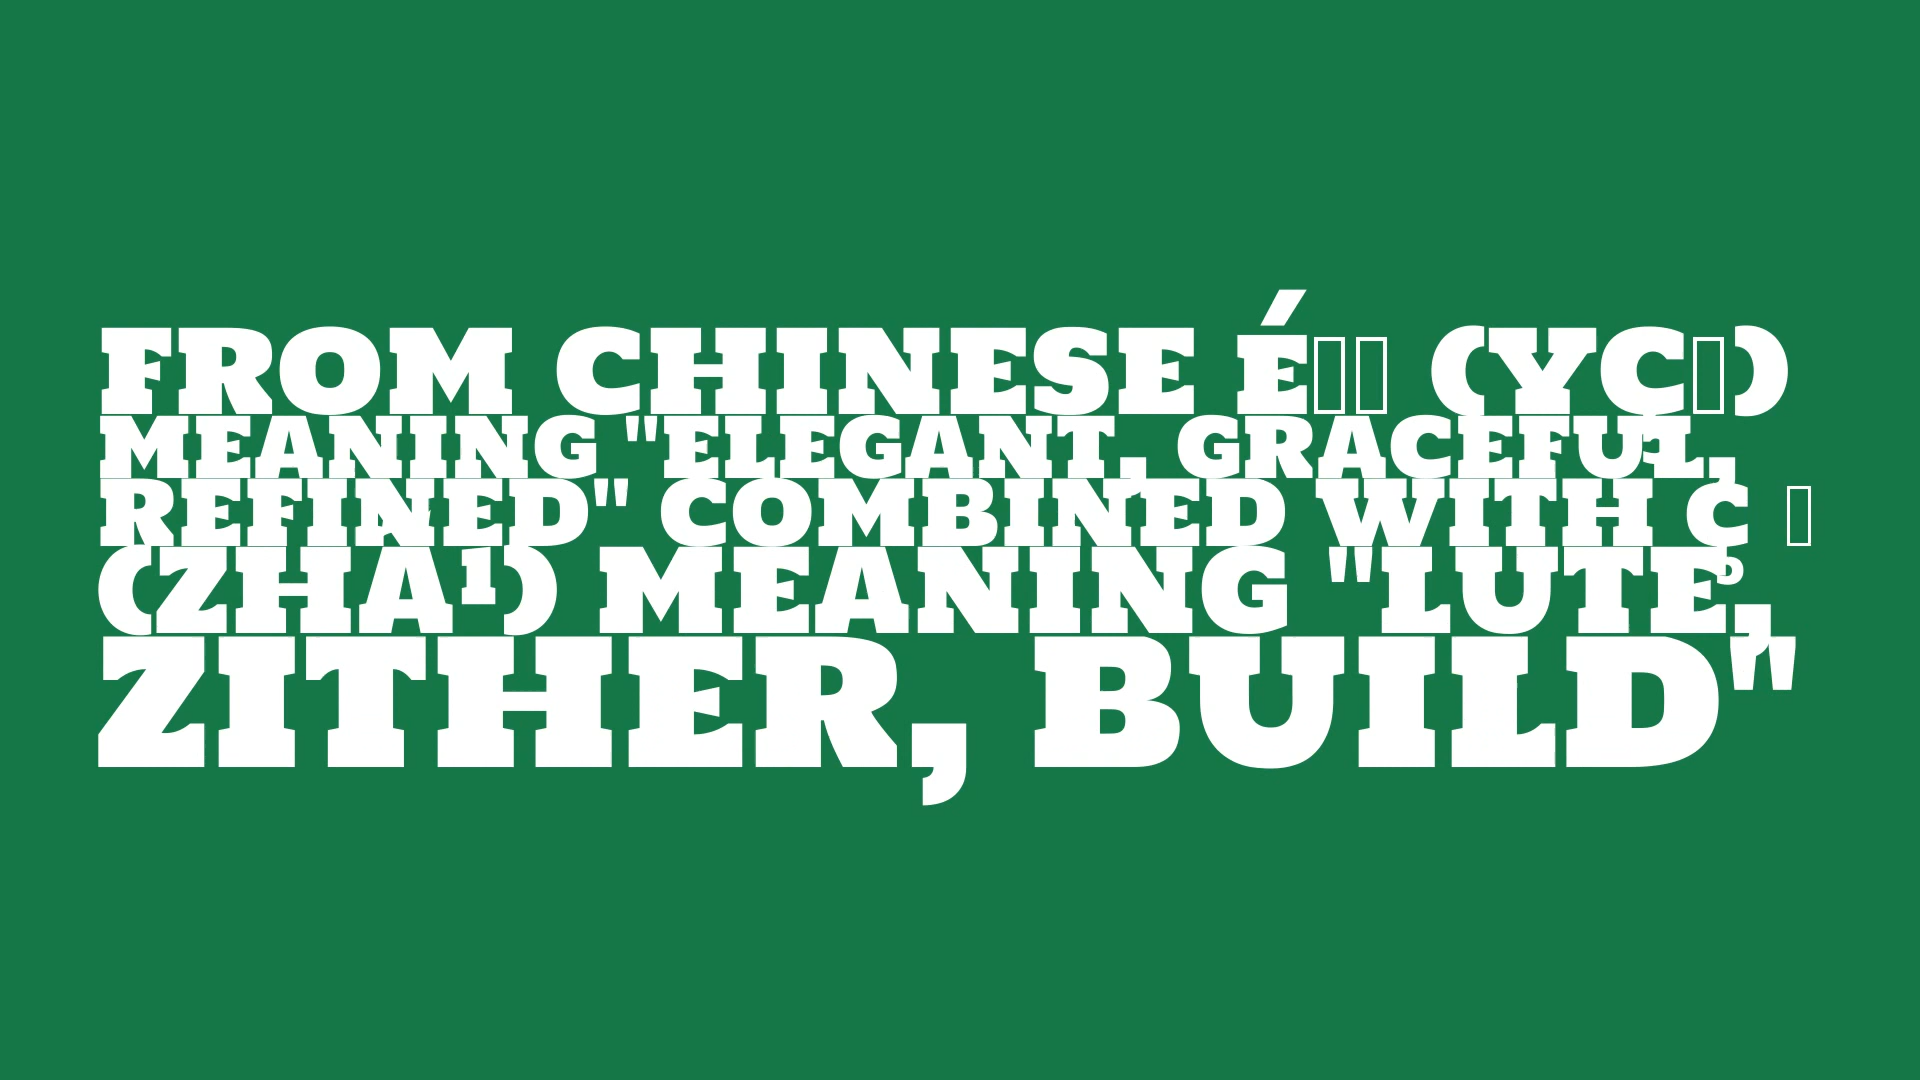 FROM CHINESE É▯▯ (YC▯)
MEANING "ELEGANT, GRACEFUL,
REFINED" COMBINED WITH Ç ▯
(ZHA¹) MEANING "LUTE,
ZITHER, BUILD"